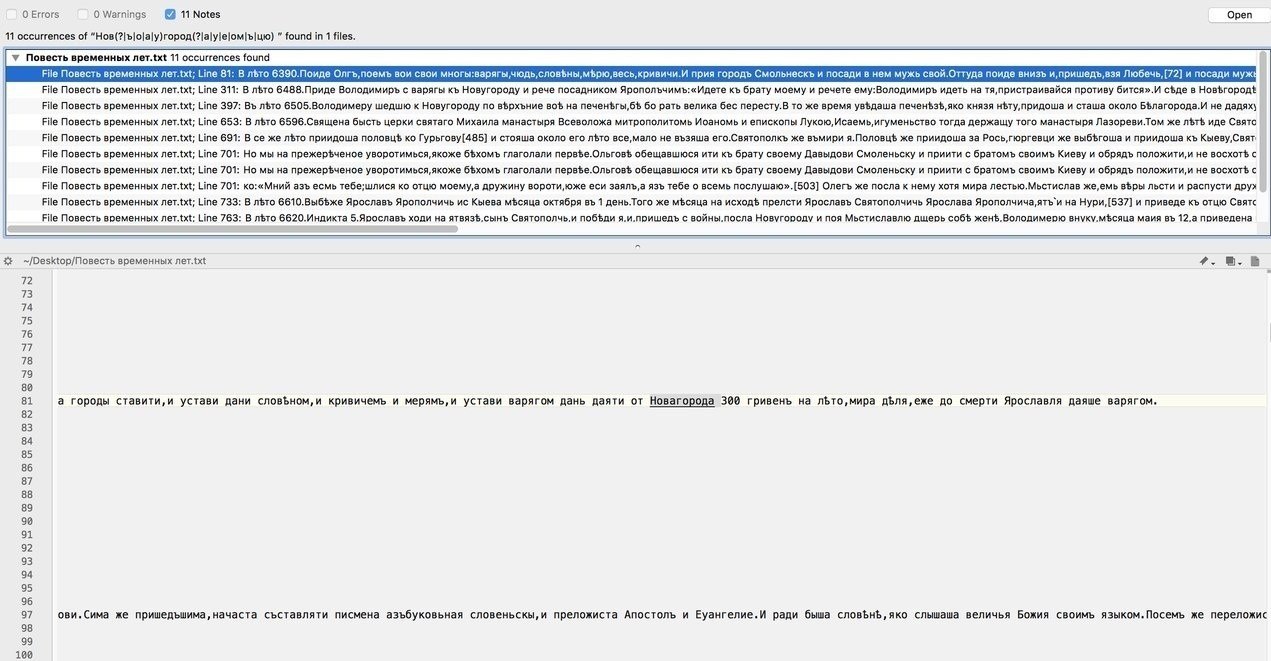 0 Errors 0 Warnings 11 Notes Open
11 occurrences of “Нов(?|ъ|о|а|у)город(?|а|у|е|ом|ъ|цю) ” found in 1 files.
Повесть временных лет.txt 11 occurrences found
File Повесть временных лет.txt; Line 81: В лѣто 6390.Поиде Олгъ,поемъ вои свои многы:варягы,чюдь,словѣны,мѣрю,весь,кривичи.И прия городъ Смольнескъ и посади в нем мужь свой.Оттуда поиде внизъ и,пришедъ,взя Любечь,[72] и посади мужь
File Повесть временных лет.txt; Line 311: В лѣто 6488.Приде Володимиръ с варягы къ Новугороду и рече посадником Ярополъчимъ:«Идете къ брату моему и речете ему:Володимиръ идеть на тя,пристраивайся противу бится».И сѣде в Новѣгородѣ
File Повесть временных лет.txt; Line 397: Въ лѣто 6505.Володимеру шедшю к Новугороду по вѣрхъние воѣ на печенѣгы,бѣ бо рать велика бес пересту.В то же время увѣдаша печенѣзѣ,яко князя нѣту,придоша и сташа около Бѣлагорода.И не дадяху
File Повесть временных лет.txt; Line 653: В лѣто 6596.Священа бысть церки святаго Михаила манастыря Всеволожа митрополитомь Иоаномь и епископы Лукою,Исаемь,игуменьство тогда держащу того манастыря Лазореви.Том же лѣтѣ иде Свято
File Повесть временных лет.txt; Line 691: В се же лѣто приидоша половцѣ ко Гурьгову[485] и стояша около его лѣто все,мало не възяша его.Святополкъ же въмири я.Половцѣ же приидоша за Рось,гюргевци же выбѣгоша и приидоша къ Кыеву,Свят
File Повесть временных лет.txt; Line 701: Но мы на прежерѣченое уворотимься,якоже бѣхомъ глаголали первѣе.Ольговѣ обещавшюся ити къ брату своему Давыдови Смоленьску и приити с братомъ своимъ Киеву и обрядъ положити,и не восхотѣ с
File Повесть временных лет.txt; Line 701: Но мы на прежерѣченое уворотимься,якоже бѣхомъ глаголали первѣе.Ольговѣ обещавшюся ити къ брату своему Давыдови Смоленьску и приити с братомъ своимъ Киеву и обрядъ положити,и не восхотѣ с
File Повесть временных лет.txt; Line 701: ко:«Мний азъ есмь тебе;шлися ко отцю моему,а дружину вороти,юже еси заялъ,а язъ тебе о всемь послушаю».[503] Олегъ же посла к нему хотя мира лестью.Мьстислав же,емь вѣры льсти и распусти друж
File Повесть временных лет.txt; Line 733: В лѣто 6610.Выбѣже Ярославъ Ярополчичь ис Кыева мѣсяца октября въ 1 день.Того же мѣсяца на исходѣ прелсти Ярославъ Святополчичь Ярослава Ярополчича,ятъ`и на Нури,[537] и приведе къ отцю Свято
File Повесть временных лет.txt; Line 763: В лѣто 6620.Индикта 5.Ярославъ ходи на ятвязѣ,сынъ Святополчь,и побѣди я,и,пришедъ с войны,посла Новугороду и поя Мьстиславлю дщерь собѣ женѣ,Володимерю внуку,мѣсяца маия въ 12,а приведена
~/Desktop/Повесть временных лет.txt
72
73
74
75
76
77
78
79
80
81 а городы ставити,и устави дани словѣном,и кривичемъ и мерямъ,и устави варягом дань даяти от Новагорода 300 гривенъ на лѣто,мира дѣля,еже до смерти Ярославля даяше варягом.
82
83
84
85
86
87
88
89
90
91
92
93
94
95
96
97 ови.Сима же пришедъшима,начаста съставляти писмена азъбуковьная словеньскы,и преложиста Апостолъ и Еуангелие.И ради быша словѣнѣ,яко слышаша величья Божия своимъ языком.Посемъ же переложис
98
99
100